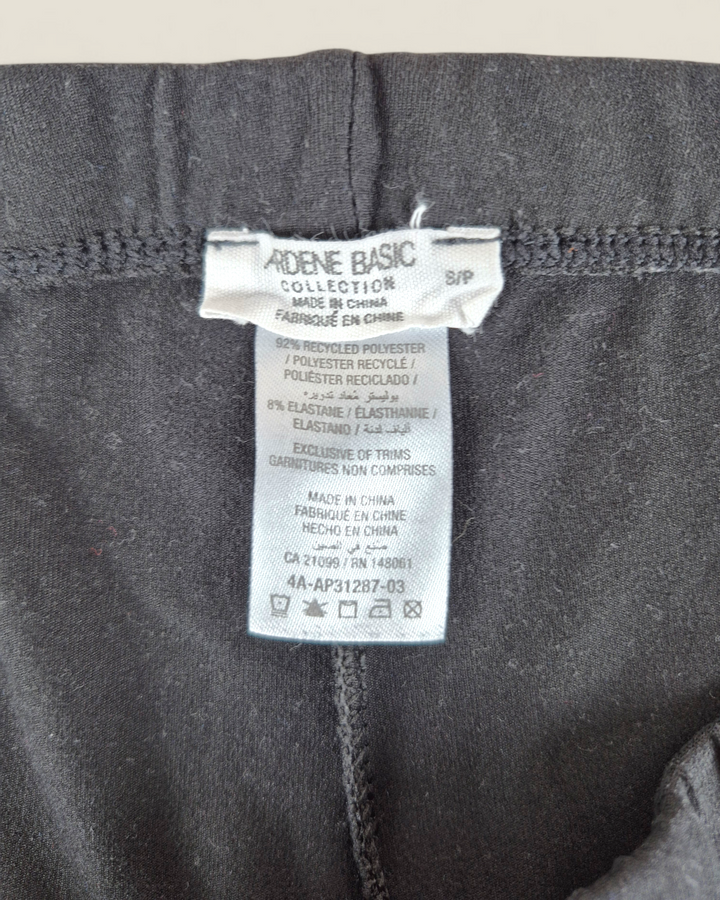 ARDENE BASIC
COLLECTION
S/P
MADE IN CHINA
FABRIQUÉ EN CHINE
92% RECYCLED POLYESTER
/ POLYESTER RECYCLÉ /
POLIÉSTER RECICLADO /
بوليستر مُعاد تدويره
8% ELASTANE / ÉLASTHANNE /
ELASTANO / ألياف لدنة
EXCLUSIVE OF TRIMS
GARNITURES NON COMPRISES
MADE IN CHINA
FABRIQUÉ EN CHINE
HECHO EN CHINA
صنع في الصين
CA 21099 / RN 148061
4A-AP31287-03